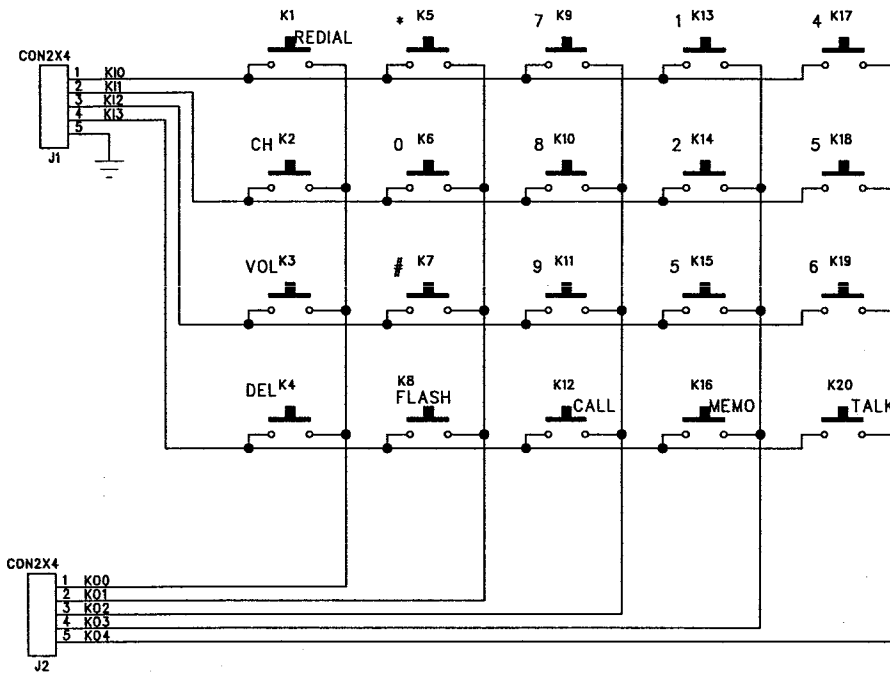 K1 REDIAL * K5 7 K9 1 K13 4 K17
CON2X4
1 KI0
2 KI1
3 KI2
4 KI3
5
J1
CH K2 0 K6 8 K10 2 K14 5 K18
VOL K3 # K7 9 K11 5 K15 6 K19
DEL K4 K8 FLASH K12 CALL K16 MEMO K20 TALK
CON2X4
1 KO0
2 KO1
3 KO2
4 KO3
5 KO4
J2